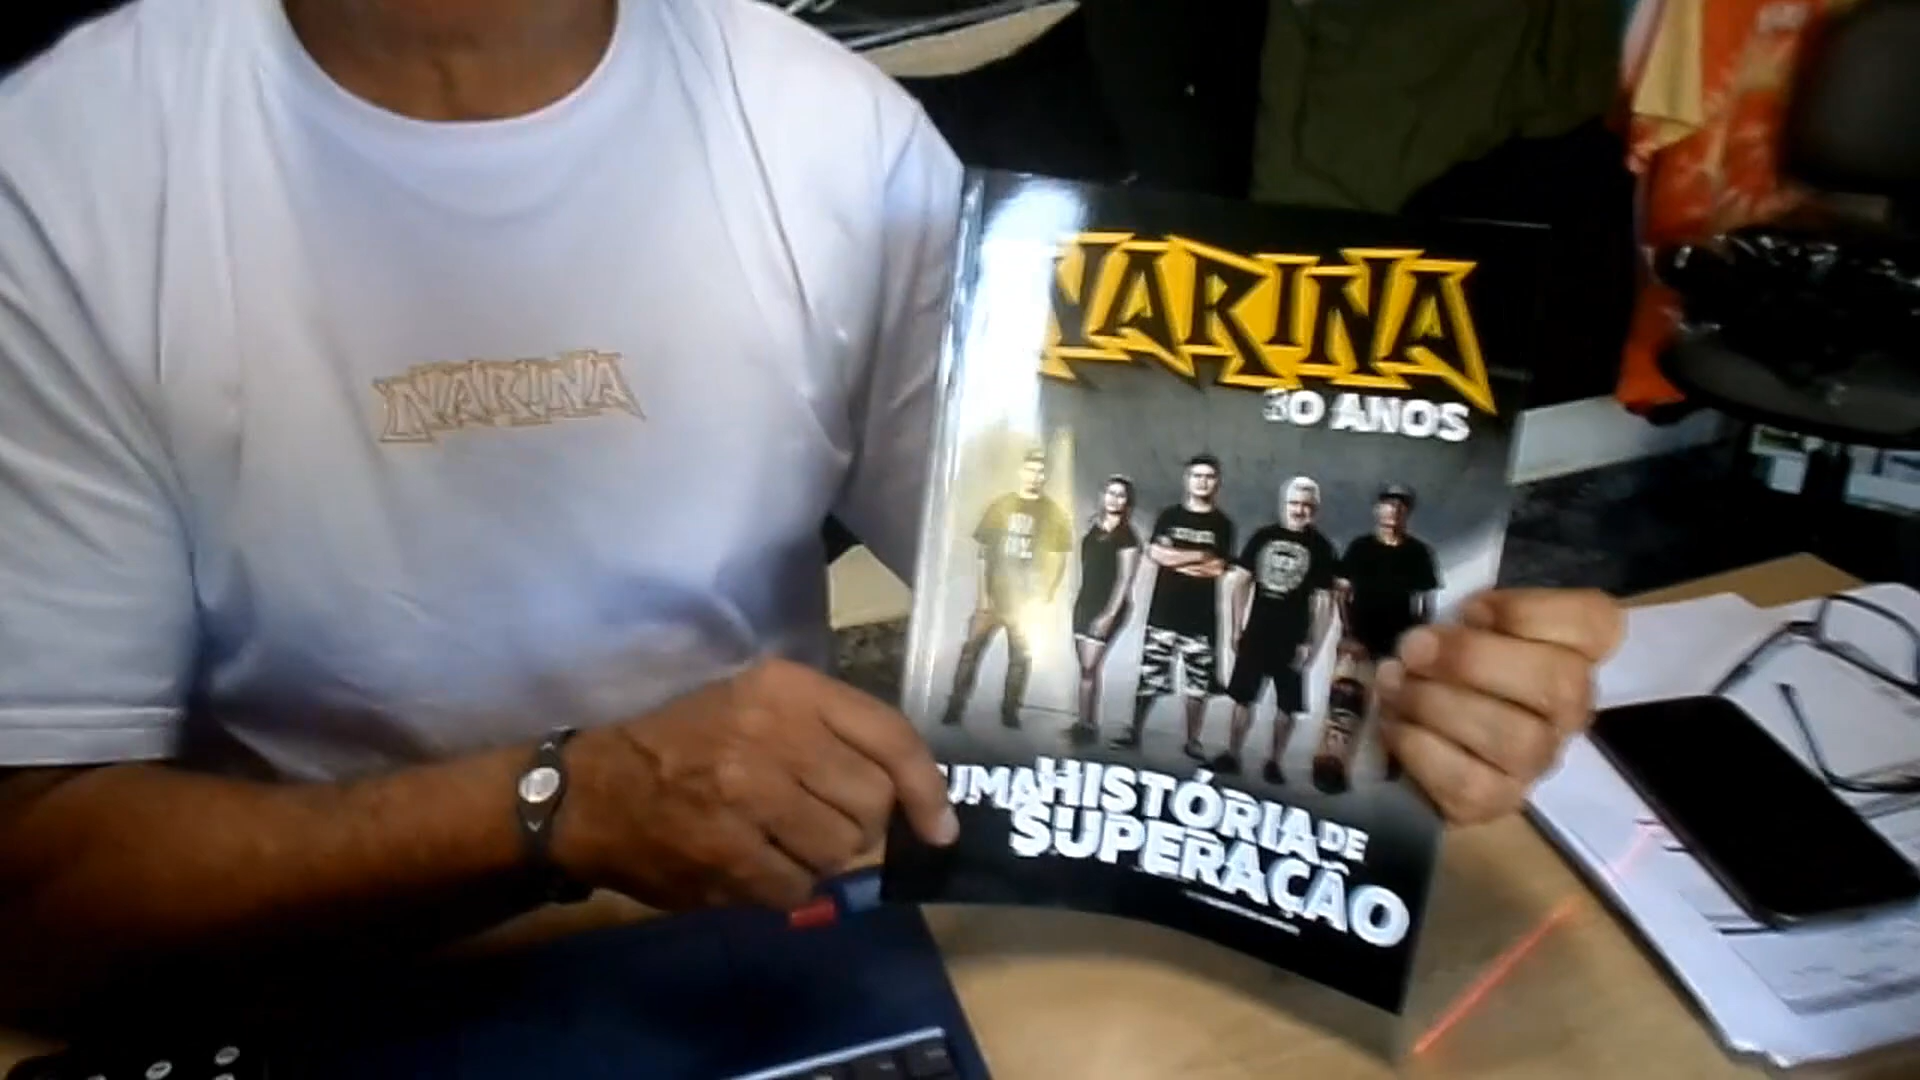 NARINA
NARINA
30 ANOS
UMA HISTÓRIA DE
SUPERAÇÃO